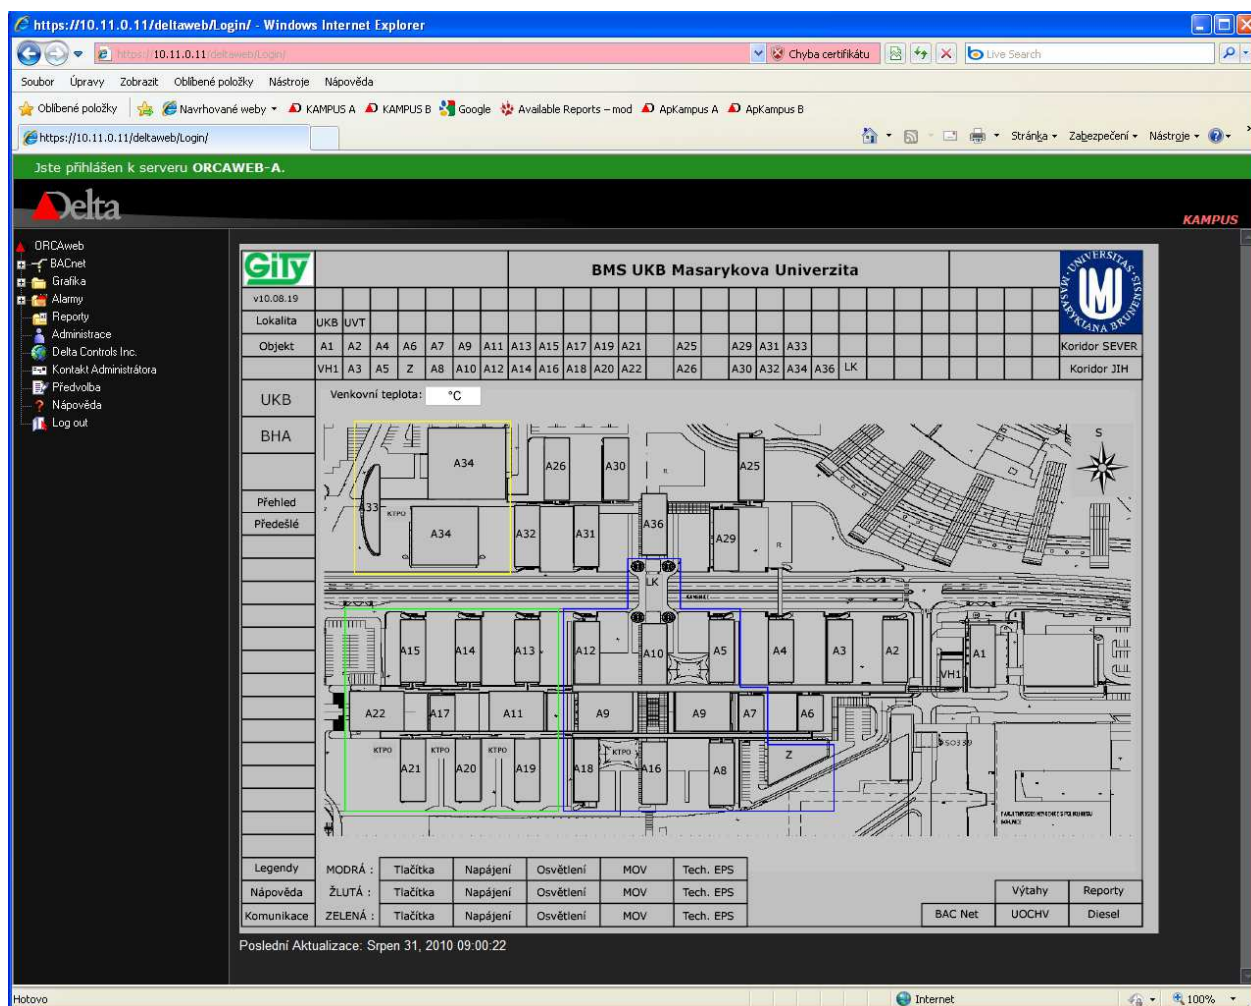 https://10.11.0.11/deltaweb/Login/ - Windows Internet Explorer
https://10.11.0.11/deltaweb/Login/
Chyba certifikátu
Live Search
Soubor Úpravy Zobrazit Oblíbené položky Nástroje Nápověda
Oblíbené položky Navrhované weby KAMPUS A KAMPUS B Google Available Reports – mod ApKampus A ApKampus B
https://10.11.0.11/deltaweb/Login/ Stránka Zabezpečení Nástroje
Jste přihlášen k serveru ORCAWEB-A.
Delta
KAMPUS
ORCAweb
BACnet
Grafika
Alarmy
Reporty
Administrace
Delta Controls Inc.
Kontakt Administrátora
Předvolba
Nápověda
Log out
GiTy BMS UKB Masarykova Univerzita
UNIVERSITAS MASARYKIANA BRUNENSIS
v10.08.19
Lokalita UKB UVT
Objekt A1 A2 A4 A6 A7 A9 A11 A13 A15 A17 A19 A21 A25 A29 A31 A33 Koridor SEVER
VH1 A3 A5 Z A8 A10 A12 A14 A16 A18 A20 A22 A26 A30 A32 A34 A36 LK Koridor JIH
UKB Venkovní teplota: °C
BHA
Přehled
Předešlé
S
A34 A26 A30 A25
A33 KTPO
A34 A32 A31 A36 A29
R
R
LK
A15 A14 A13 A12 A10 A5 A4 A3 A2 A1
VH1
A22 A17 A11 A9 A9 A7 A6
KTPO KTPO KTPO KTPO Z
A21 A20 A19 A18 A16 A8
Legendy MODRÁ : Tlačítka Napájení Osvětlení MOV Tech. EPS
Nápověda ŽLUTÁ : Tlačítka Napájení Osvětlení MOV Tech. EPS Výtahy Reporty
Komunikace ZELENÁ : Tlačítka Napájení Osvětlení MOV Tech. EPS BAC Net UOCHV Diesel
Poslední Aktualizace: Srpen 31, 2010 09:00:22
Hotovo Internet 100%